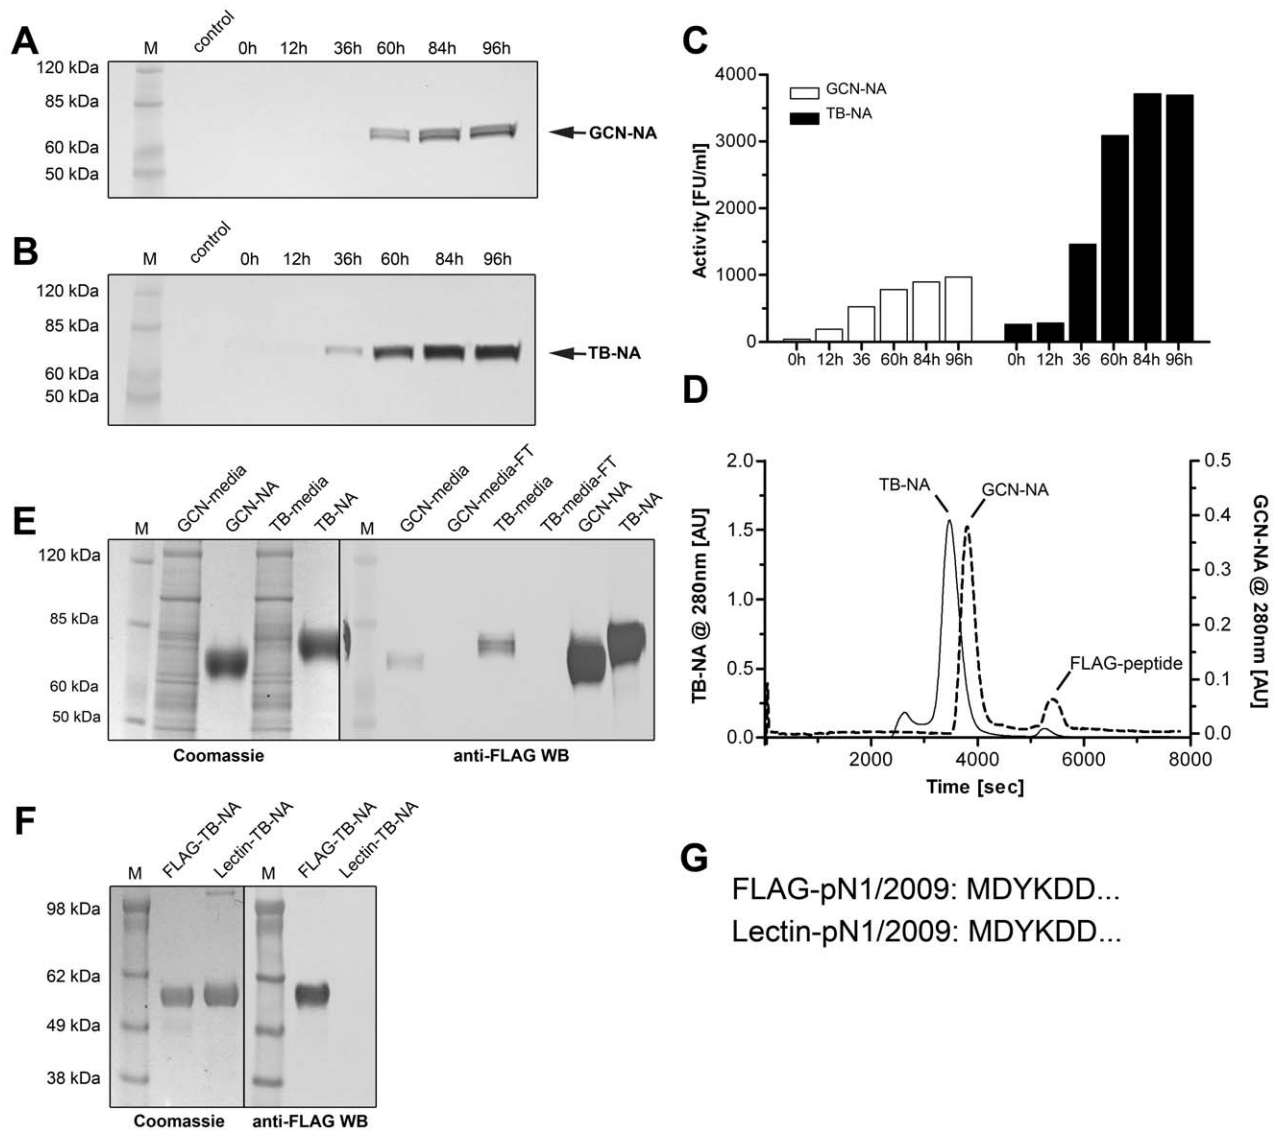 A
M control 0h 12h 36h 60h 84h 96h
120 kDa
85 kDa
60 kDa
50 kDa
GCN-NA
B
M control 0h 12h 36h 60h 84h 96h
120 kDa
85 kDa
60 kDa
50 kDa
TB-NA
C
Activity [FU/ml]
4000
3000
2000
1000
0
GCN-NA
TB-NA
0h 12h 36 60h 84h 96h 0h 12h 36 60h 84h 96h
D
TB-NA @ 280nm [AU]
2.0
1.5
1.0
0.5
0.0
TB-NA
GCN-NA
FLAG-peptide
0.5
0.4
0.3
0.2
0.1
0.0
GCN-NA @ 280nm [AU]
2000 4000 6000 8000
Time [sec]
E
M GCN-media GCN-NA TB-media TB-NA M GCN-media GCN-media-FT TB-media TB-media-FT GCN-NA TB-NA
120 kDa
85 kDa
60 kDa
50 kDa
Coomassie anti-FLAG WB
F
M FLAG-TB-NA Lectin-TB-NA M FLAG-TB-NA Lectin-TB-NA
98 kDa
62 kDa
49 kDa
38 kDa
Coomassie anti-FLAG WB
G
FLAG-pN1/2009: MDYKDD...
Lectin-pN1/2009: MDYKDD...